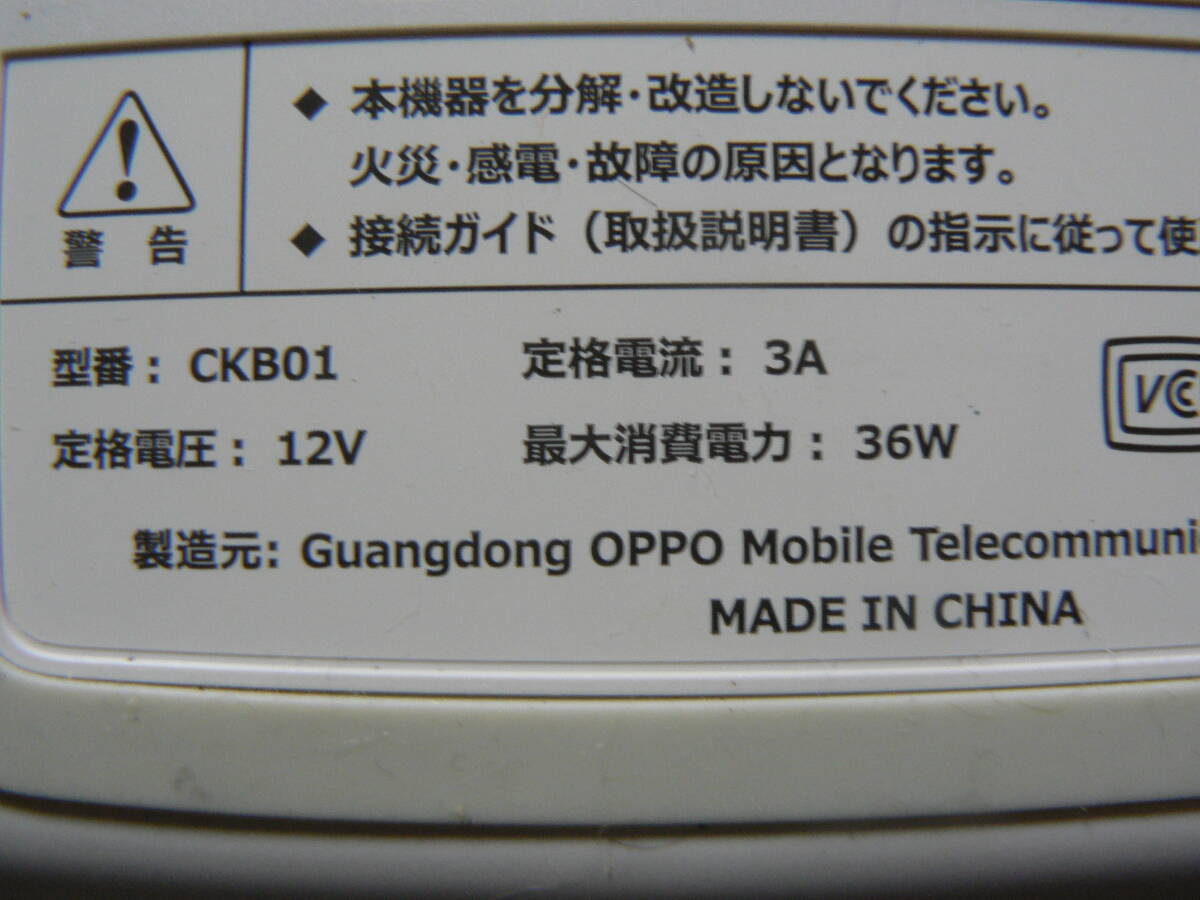 ◆ 本機器を分解・改造しないでください。
火災・感電・故障の原因となります。
警 告
◆ 接続ガイド（取扱説明書）の指示に従って使
型番： CKB01
定格電流： 3A
定格電圧： 12V
最大消費電力： 36W
VC
製造元: Guangdong OPPO Mobile Telecommuni
MADE IN CHINA